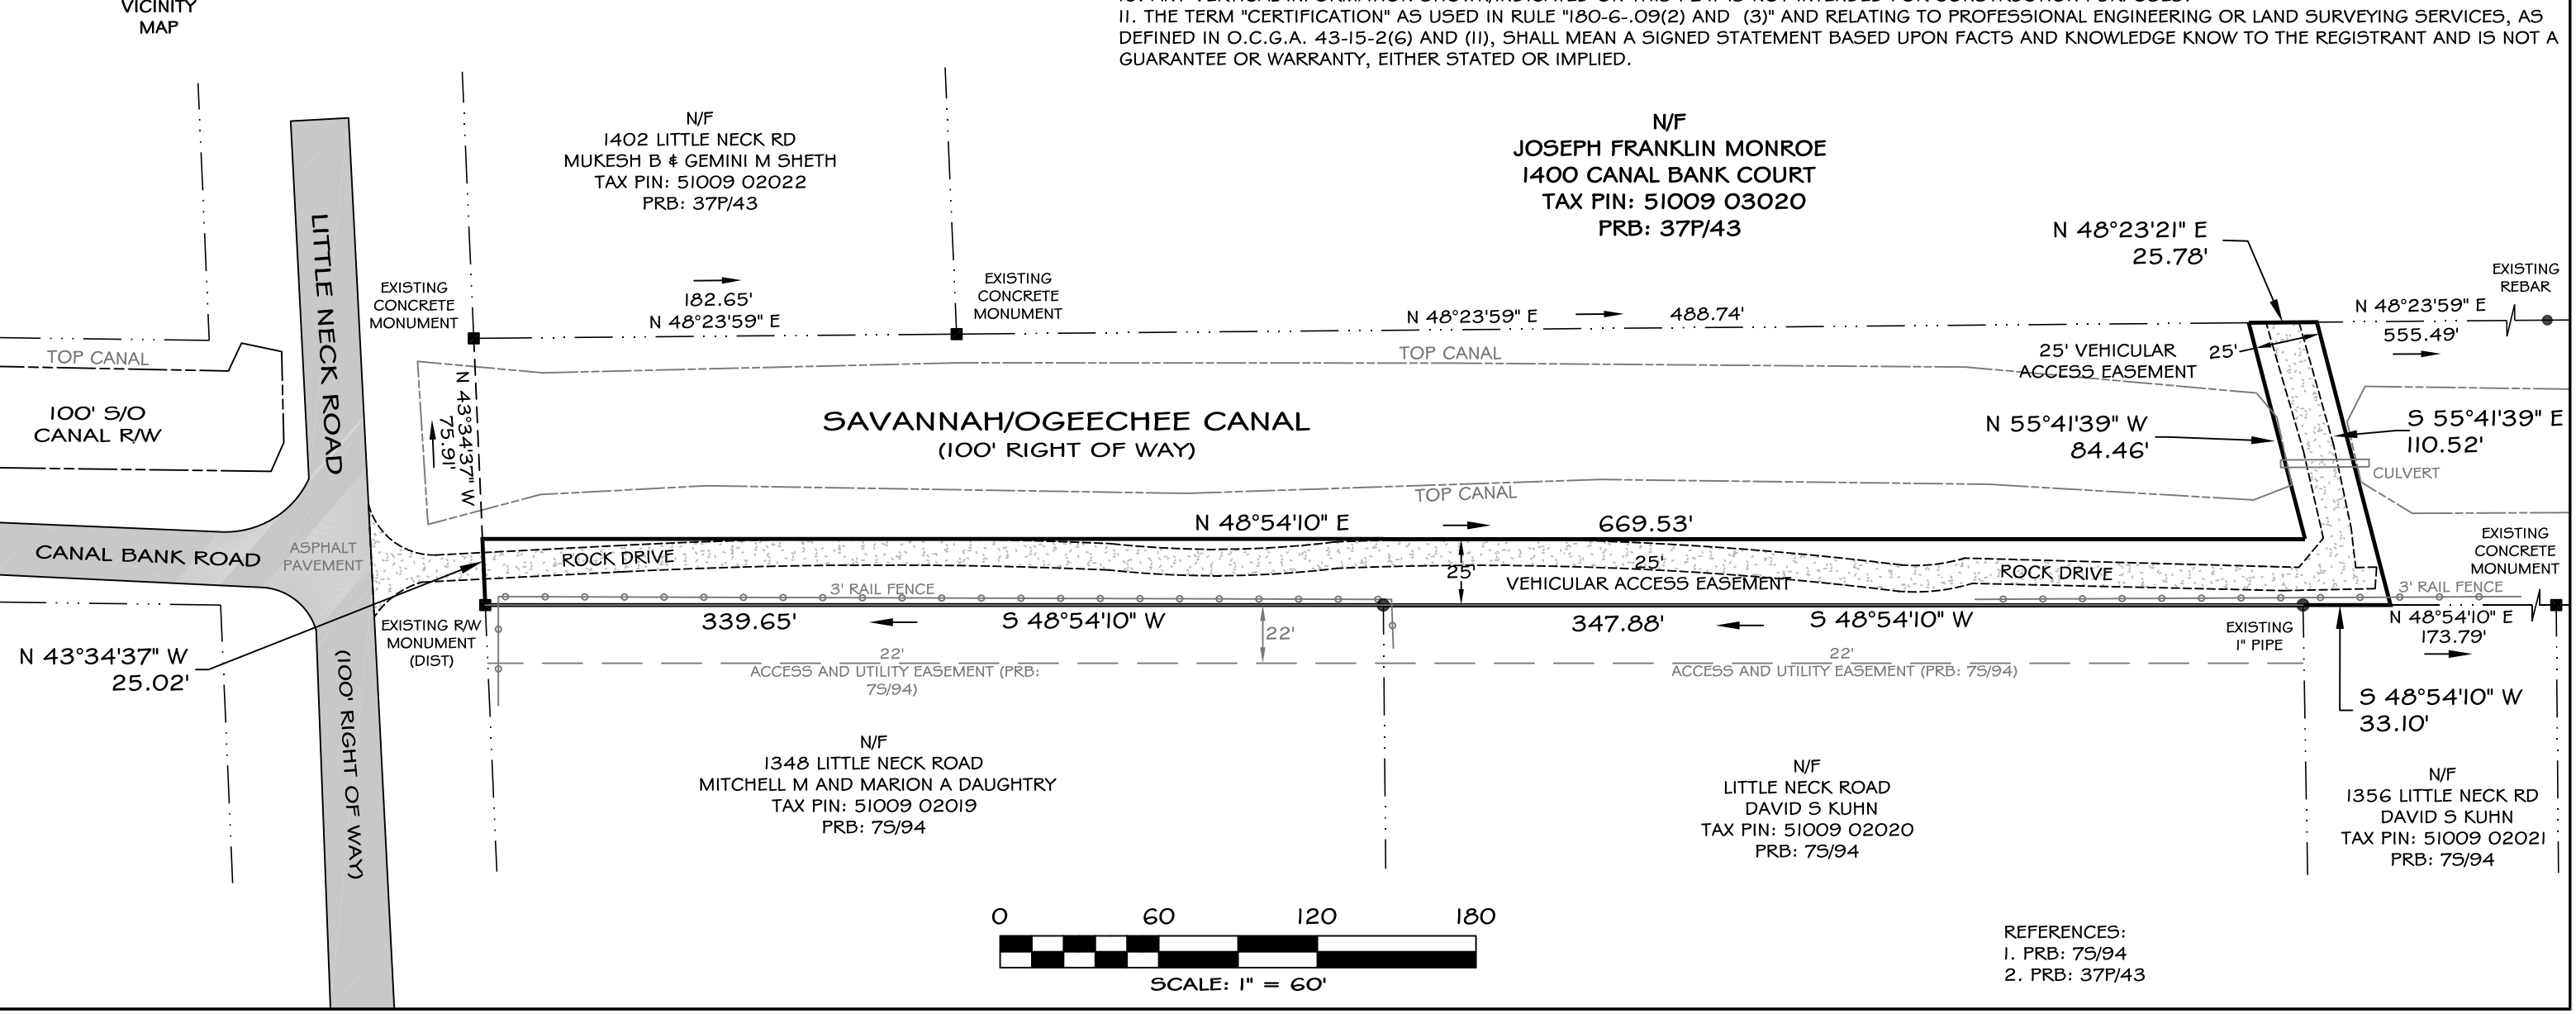 VICINITY
MAP
11. THE TERM "CERTIFICATION" AS USED IN RULE "180-6-.09(2) AND (3)" AND RELATING TO PROFESSIONAL ENGINEERING OR LAND SURVEYING SERVICES, AS
DEFINED IN O.C.G.A. 43-15-2(6) AND (11), SHALL MEAN A SIGNED STATEMENT BASED UPON FACTS AND KNOWLEDGE KNOW TO THE REGISTRANT AND IS NOT A
GUARANTEE OR WARRANTY, EITHER STATED OR IMPLIED.
N/F
1402 LITTLE NECK RD
MUKESH B & GEMINI M SHETH
TAX PIN: 51009 02022
PRB: 37P/43
N/F
JOSEPH FRANKLIN MONROE
1400 CANAL BANK COURT
TAX PIN: 51009 03020
PRB: 37P/43
N 48°23'21" E
25.78'
EXISTING
REBAR
EXISTING
CONCRETE
MONUMENT
182.65'
N 48°23'59" E
EXISTING
CONCRETE
MONUMENT
N 48°23'59" E
488.74'
N 48°23'59" E
555.49'
LITTLE NECK ROAD
(100' RIGHT OF WAY)
TOP CANAL
100' S/O
CANAL R/W
N 43°34'37" W
75.91'
TOP CANAL
25' VEHICULAR
ACCESS EASEMENT
25'
SAVANNAH/OGEECHEE CANAL
(100' RIGHT OF WAY)
N 55°41'39" W
84.46'
S 55°41'39" E
110.52'
CULVERT
TOP CANAL
N 48°54'10" E
669.53'
CANAL BANK ROAD
ASPHALT
PAVEMENT
ROCK DRIVE
25'
25'
VEHICULAR ACCESS EASEMENT
ROCK DRIVE
EXISTING
CONCRETE
MONUMENT
3' RAIL FENCE
3' RAIL FENCE
339.65'
S 48°54'10" W
347.88'
S 48°54'10" W
N 48°54'10" E
173.79'
EXISTING R/W
MONUMENT
(DIST)
22'
EXISTING
1" PIPE
N 43°34'37" W
25.02'
22'
ACCESS AND UTILITY EASEMENT (PRB:
7S/94)
22'
ACCESS AND UTILITY EASEMENT (PRB: 7S/94)
S 48°54'10" W
33.10'
N/F
1348 LITTLE NECK ROAD
MITCHELL M AND MARION A DAUGHTRY
TAX PIN: 51009 02019
PRB: 7S/94
N/F
LITTLE NECK ROAD
DAVID S KUHN
TAX PIN: 51009 02020
PRB: 7S/94
N/F
1356 LITTLE NECK RD
DAVID S KUHN
TAX PIN: 51009 02021
PRB: 7S/94
0 60 120 180
SCALE: 1" = 60'
REFERENCES:
1. PRB: 7S/94
2. PRB: 37P/43